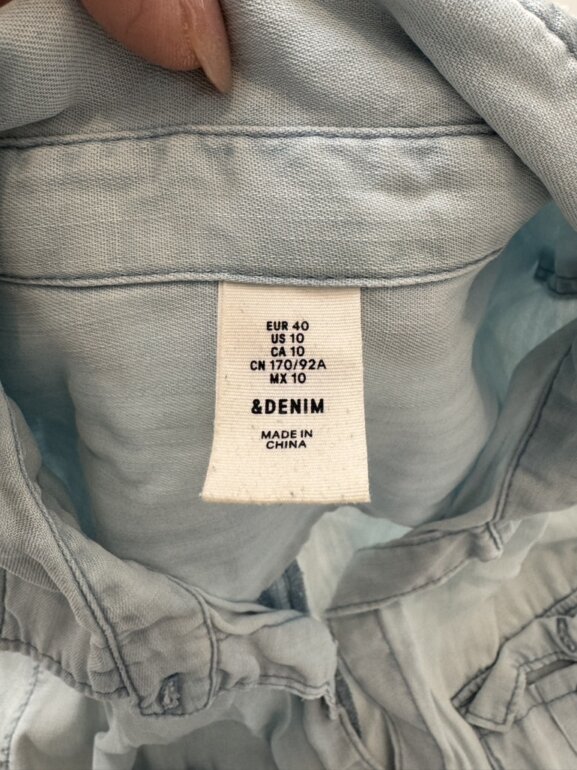 EUR 40
US 10
CA 10
CN 170/92A
MX 10
&DENIM
MADE IN
CHINA